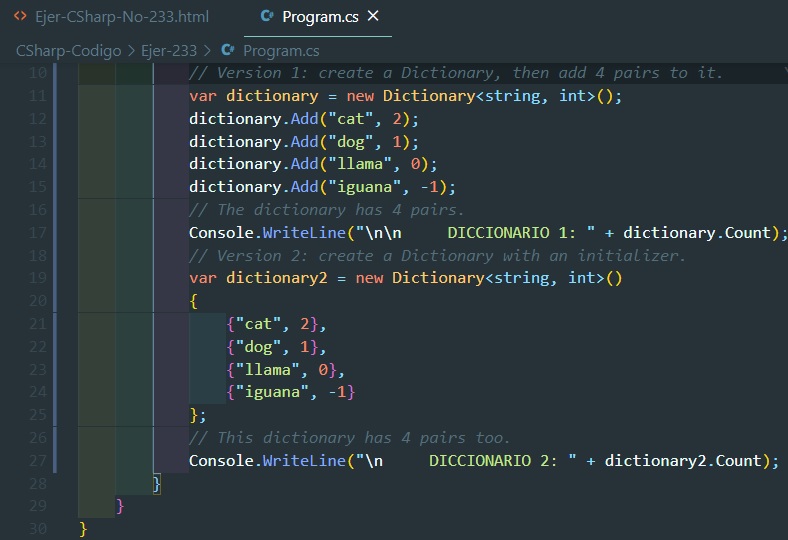 Ejer-CSharp-No-233.html Program.cs
CSharp-Codigo > Ejer-233 > Program.cs
10 // Version 1: create a Dictionary, then add 4 pairs to it.
11 var dictionary = new Dictionary<string, int>();
12 dictionary.Add("cat", 2);
13 dictionary.Add("dog", 1);
14 dictionary.Add("llama", 0);
15 dictionary.Add("iguana", -1);
16 // The dictionary has 4 pairs.
17 Console.WriteLine("\n\n     DICCIONARIO 1: " + dictionary.Count);
18 // Version 2: create a Dictionary with an initializer.
19 var dictionary2 = new Dictionary<string, int>()
20 {
21 {"cat", 2},
22 {"dog", 1},
23 {"llama", 0},
24 {"iguana", -1}
25 };
26 // This dictionary has 4 pairs too.
27 Console.WriteLine("\n     DICCIONARIO 2: " + dictionary2.Count);
28 }
29 }
30 }